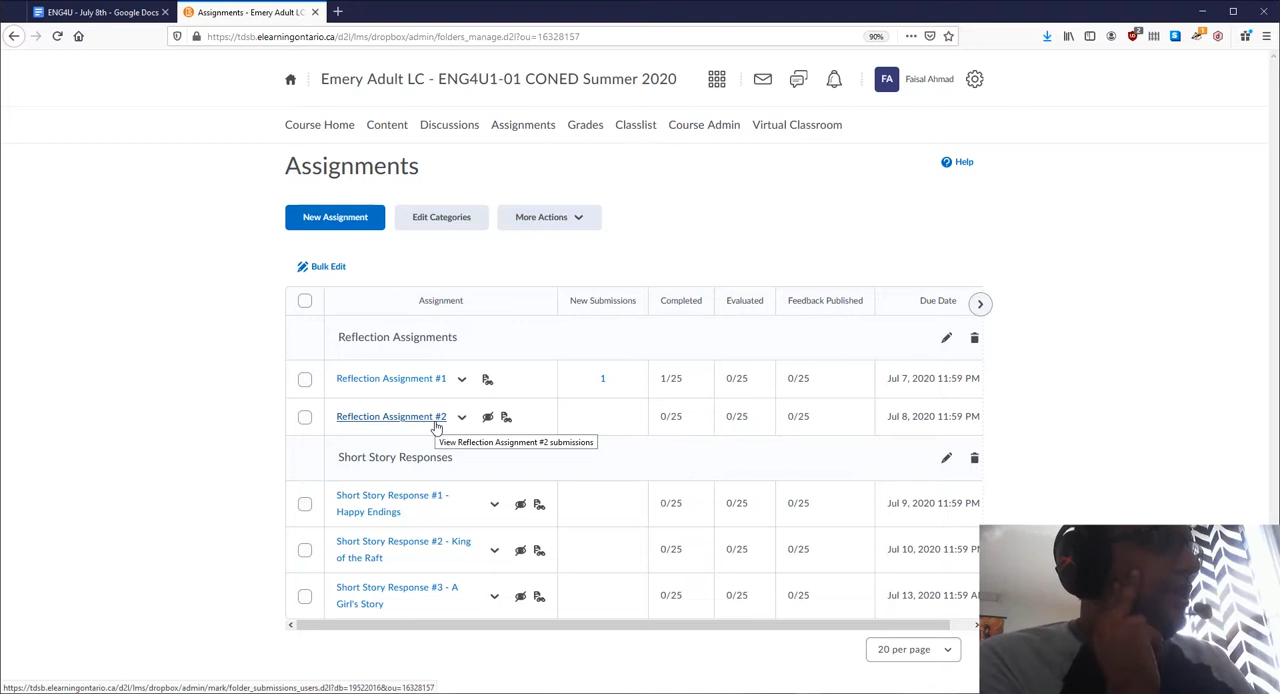 ENG4U - July 8th - Google Docs
Assignments - Emery Adult LC -
https://tdsb.elearningontario.ca/d2l/lms/dropbox/admin/folders_manage.d2l?ou=16328157
90%
Emery Adult LC - ENG4U1-01 CONED Summer 2020
FA
Faisal Ahmad
Course Home Content Discussions Assignments Grades Classlist Course Admin Virtual Classroom
Assignments
Help
New Assignment
Edit Categories
More Actions
Bulk Edit
Assignment New Submissions Completed Evaluated Feedback Published Due Date
Reflection Assignments
Reflection Assignment #1 1 1/25 0/25 0/25 Jul 7, 2020 11:59 PM
Reflection Assignment #2 0/25 0/25 0/25 Jul 8, 2020 11:59 PM
View Reflection Assignment #2 submissions
Short Story Responses
Short Story Response #1 -
Happy Endings
0/25 0/25 0/25 Jul 9, 2020 11:59 PM
Short Story Response #2 - King
of the Raft
0/25 0/25 0/25 Jul 10, 2020 11:59 PM
Short Story Response #3 - A
Girl's Story
0/25 0/25 0/25 Jul 13, 2020 11:59
20 per page
https://tdsb.elearningontario.ca/d2l/lms/dropbox/admin/mark/folder_submissions_users.d2l?db=19522016&ou=16328157